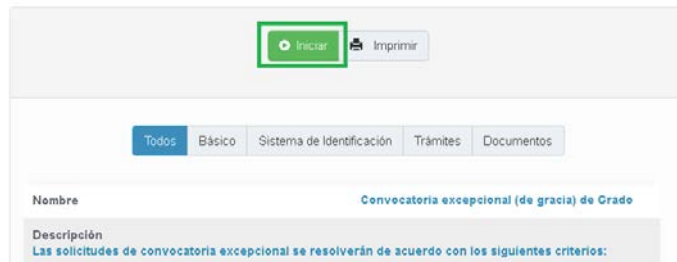 Iniciar Imprimir
Todos Básico Sistema de Identificación Trámites Documentos
Nombre Convocatoria excepcional (de gracia) de Grado
Descripción
Las solicitudes de convocatoria excepcional se resolverán de acuerdo con los siguientes criterios: